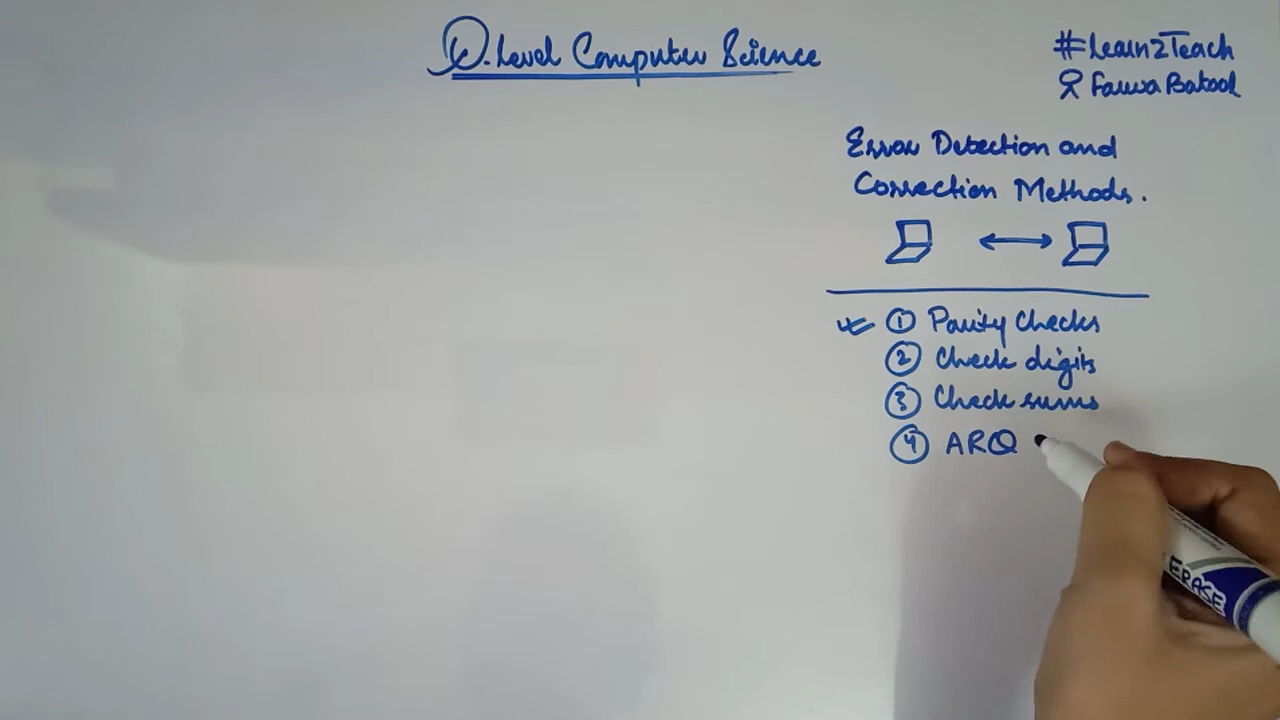 O.Level Computer Science
#Learn2Teach
Farwa Batool
Error Detection and
Correction Methods.
① Parity Checks
② Check digits
③ Check sums
④ ARQ
ERASE